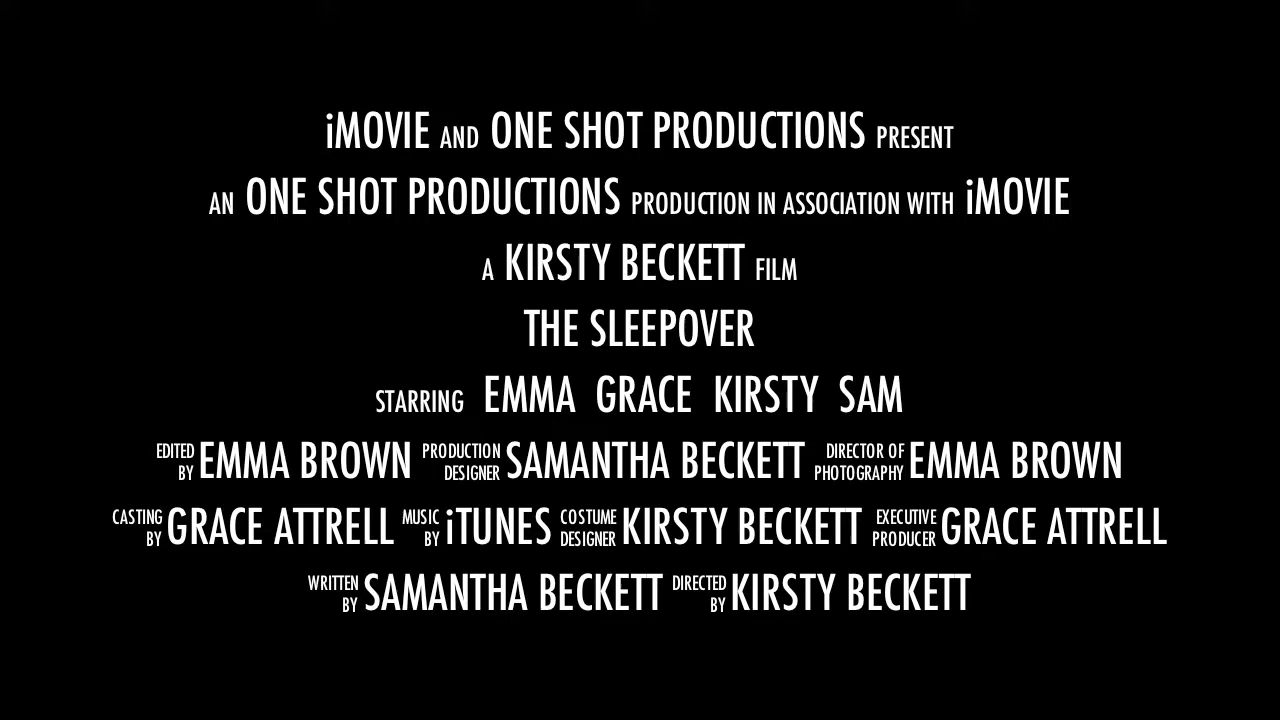 iMOVIE AND ONE SHOT PRODUCTIONS PRESENT
AN ONE SHOT PRODUCTIONS PRODUCTION IN ASSOCIATION WITH iMOVIE
A KIRSTY BECKETT FILM
THE SLEEPOVER
STARRING EMMA GRACE KIRSTY SAM
EDITED BY EMMA BROWN PRODUCTION DESIGNER SAMANTHA BECKETT DIRECTOR OF PHOTOGRAPHY EMMA BROWN
CASTING BY GRACE ATTRELL MUSIC BY iTUNES COSTUME DESIGNER KIRSTY BECKETT EXECUTIVE PRODUCER GRACE ATTRELL
WRITTEN BY SAMANTHA BECKETT DIRECTED BY KIRSTY BECKETT